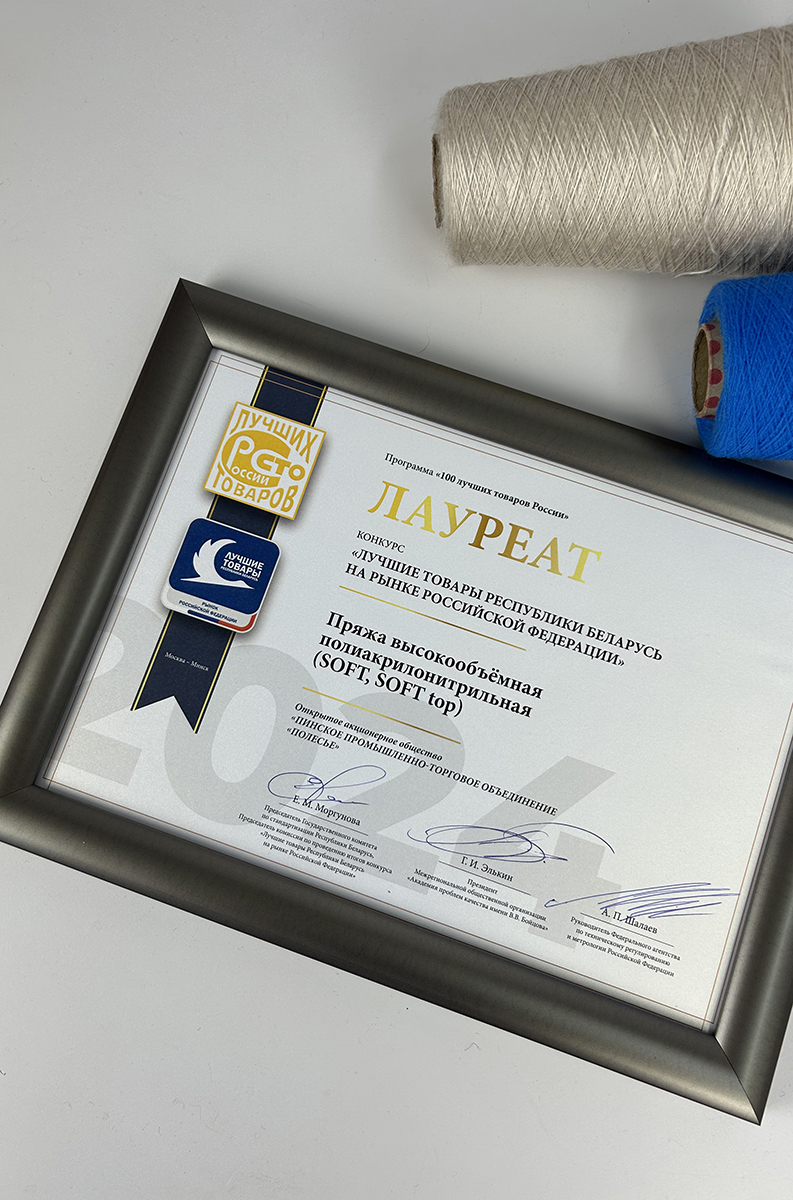 ЛУЧШИХ
СТО
РОССИИ
ТОВАРОВ
ЛУЧШИЕ
ТОВАРЫ
РЕСПУБЛИКИ БЕЛАРУСЬ
РЫНОК
РОССИЙСКОЙ ФЕДЕРАЦИИ
Москва – Минск
2024
Программа «100 лучших товаров России»
ЛАУРЕАТ
КОНКУРС
«ЛУЧШИЕ ТОВАРЫ РЕСПУБЛИКИ БЕЛАРУСЬ
НА РЫНКЕ РОССИЙСКОЙ ФЕДЕРАЦИИ»
Пряжа высокообъёмная
полиакрилонитрильная
(SOFT, SOFT top)
Открытое акционерное общество
«ПИНСКОЕ ПРОМЫШЛЕННО-ТОРГОВОЕ ОБЪЕДИНЕНИЕ
«ПОЛЕСЬЕ»
Е. М. Моргунова
Председатель Государственного комитета
по стандартизации Республики Беларусь,
Председатель комиссии по проведению итогов конкурса
«Лучшие товары Республики Беларусь
на рынке Российской Федерации»
Г. И. Элькин
Президент
Межрегиональной общественной организации
«Академия проблем качества имени В.В. Бойцова»
А. П. Шалаев
Руководитель Федерального агентства
по техническому регулированию
и метрологии Российской Федерации